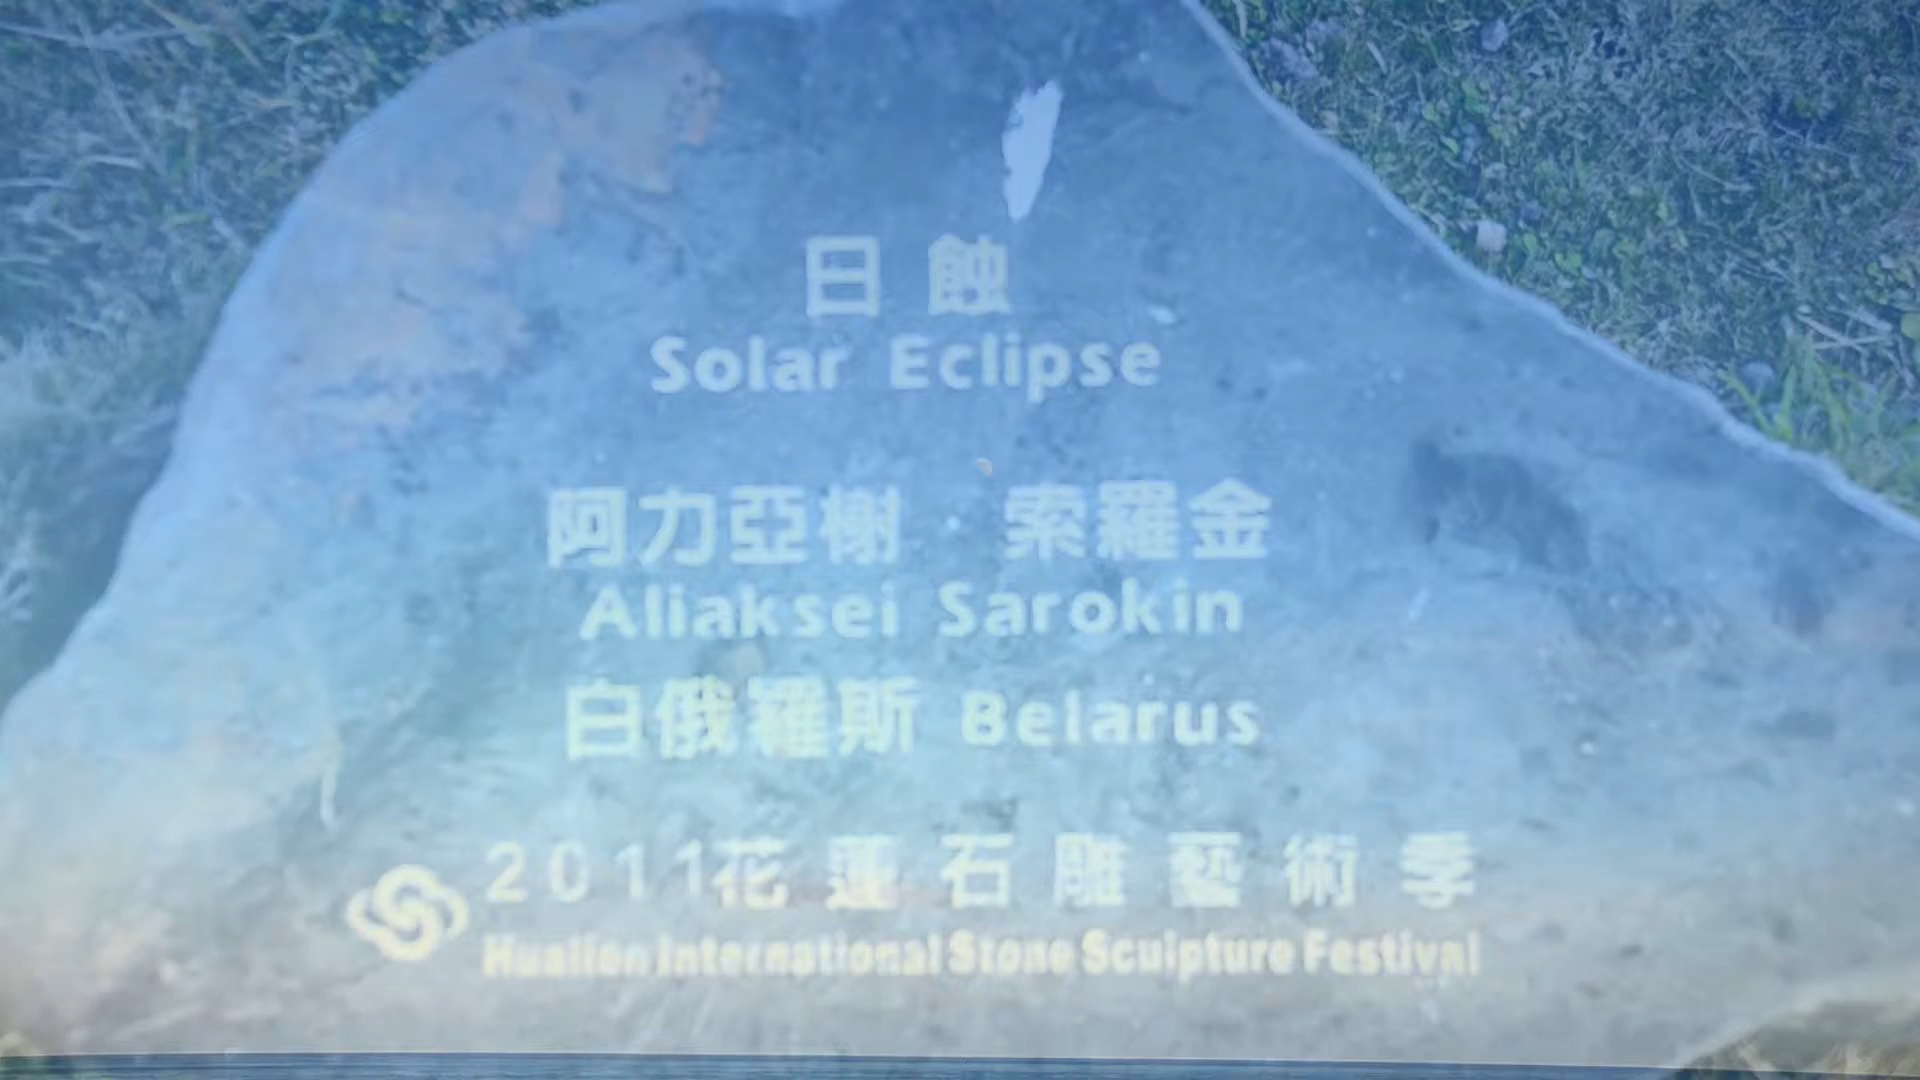 日蝕
Solar Eclipse
阿力亞榭・索羅金
Aliaksei Sarokin
白俄羅斯 Belarus
2011花蓮石雕藝術季
Hualien International Stone Sculpture Festival